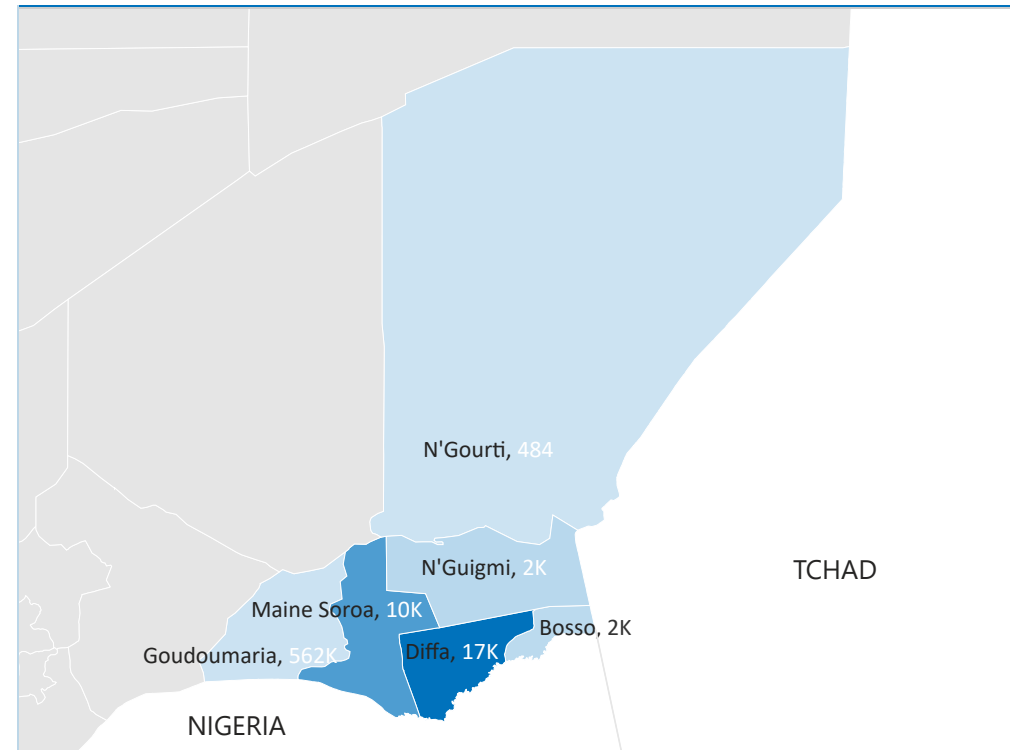 N'Gourti, 484
TCHAD
N'Guigmi, 2K
Maine Soroa, 10K
Bosso, 2K
Goudoumaria, 562K
Diffa, 17K
NIGERIA